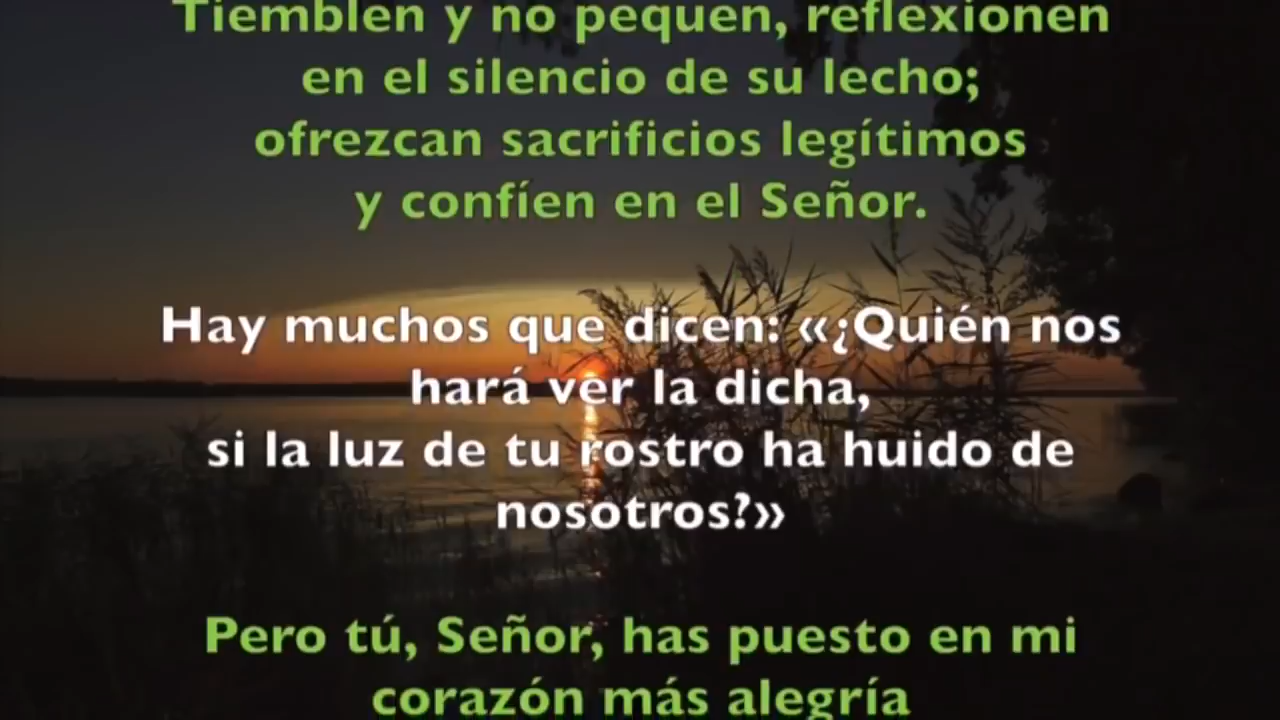 Tiemblen y no pequen, reflexionen
en el silencio de su lecho;
ofrezcan sacrificios legítimos
y confíen en el Señor.
Hay muchos que dicen: «¿Quién nos
hará ver la dicha,
si la luz de tu rostro ha huido de
nosotros?»
Pero tú, Señor, has puesto en mi
corazón más alegría